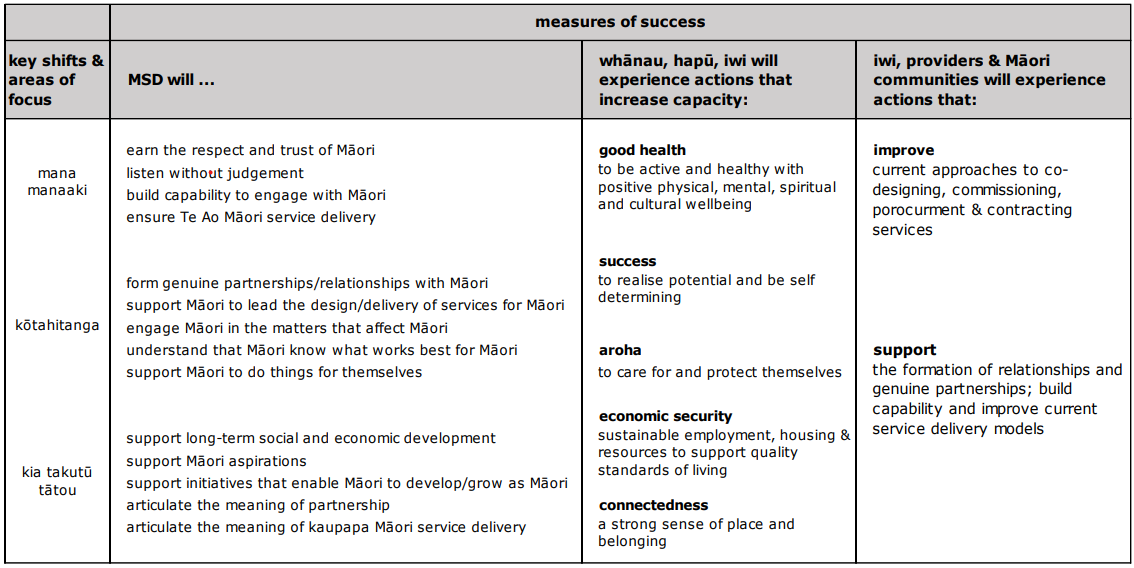 measures of success
key shifts &
areas of
focus
MSD will ...
whānau, hapū, iwi will
experience actions that
increase capacity:
iwi, providers & Māori
communities will experience
actions that:
mana
manaaki
earn the respect and trust of Māori
listen without judgement
build capability to engage with Māori
ensure Te Ao Māori service delivery
good health
to be active and healthy with
positive physical, mental, spiritual
and cultural wellbeing
improve
current approaches to co-
designing, commissioning,
porocurment & contracting
services
success
to realise potential and be self
determining
kōtahitanga
form genuine partnerships/relationships with Māori
support Māori to lead the design/delivery of services for Māori
engage Māori in the matters that affect Māori
understand that Māori know what works best for Māori
support Māori to do things for themselves
aroha
to care for and protect themselves
support
the formation of relationships and
genuine partnerships; build
capability and improve current
service delivery models
economic security
sustainable employment, housing &
resources to support quality
standards of living
kia takutū
tātou
support long-term social and economic development
support Māori aspirations
support initiatives that enable Māori to develop/grow as Māori
articulate the meaning of partnership
articulate the meaning of kaupapa Māori service delivery
connectedness
a strong sense of place and
belonging